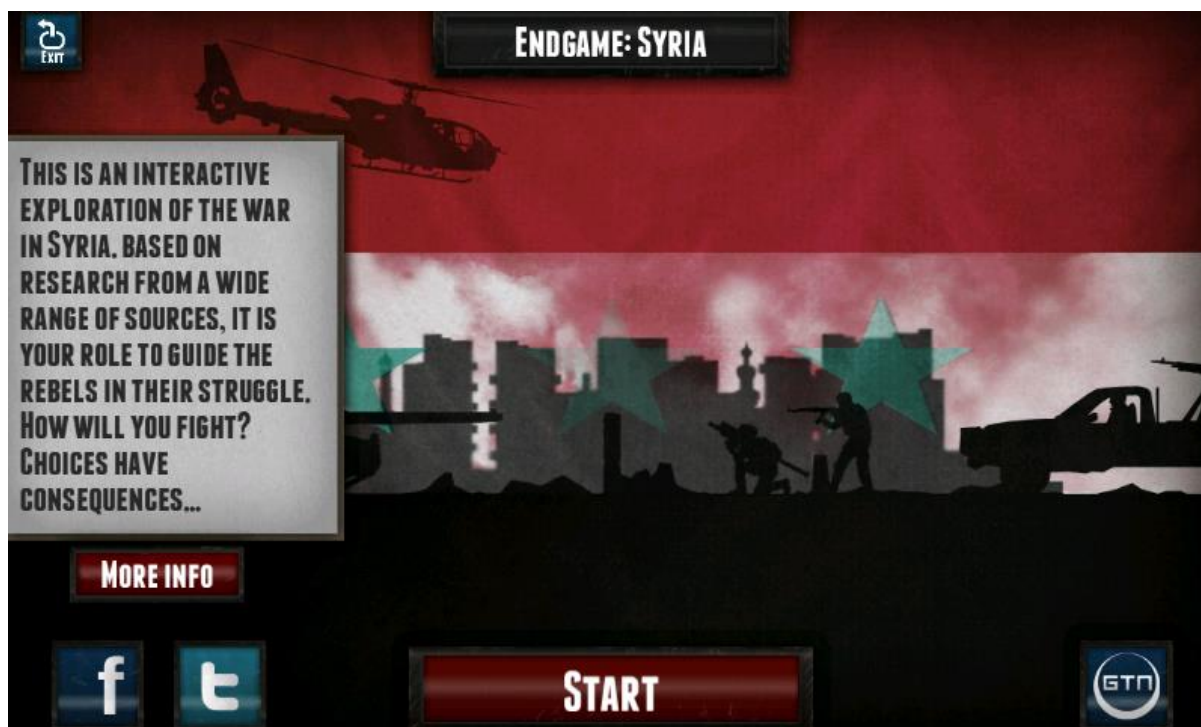 EXIT
ENDGAME: SYRIA
THIS IS AN INTERACTIVE
EXPLORATION OF THE WAR
IN SYRIA. BASED ON
RESEARCH FROM A WIDE
RANGE OF SOURCES, IT IS
YOUR ROLE TO GUIDE THE
REBELS IN THEIR STRUGGLE.
HOW WILL YOU FIGHT?
CHOICES HAVE
CONSEQUENCES...
MORE INFO
f
t
START
GTN